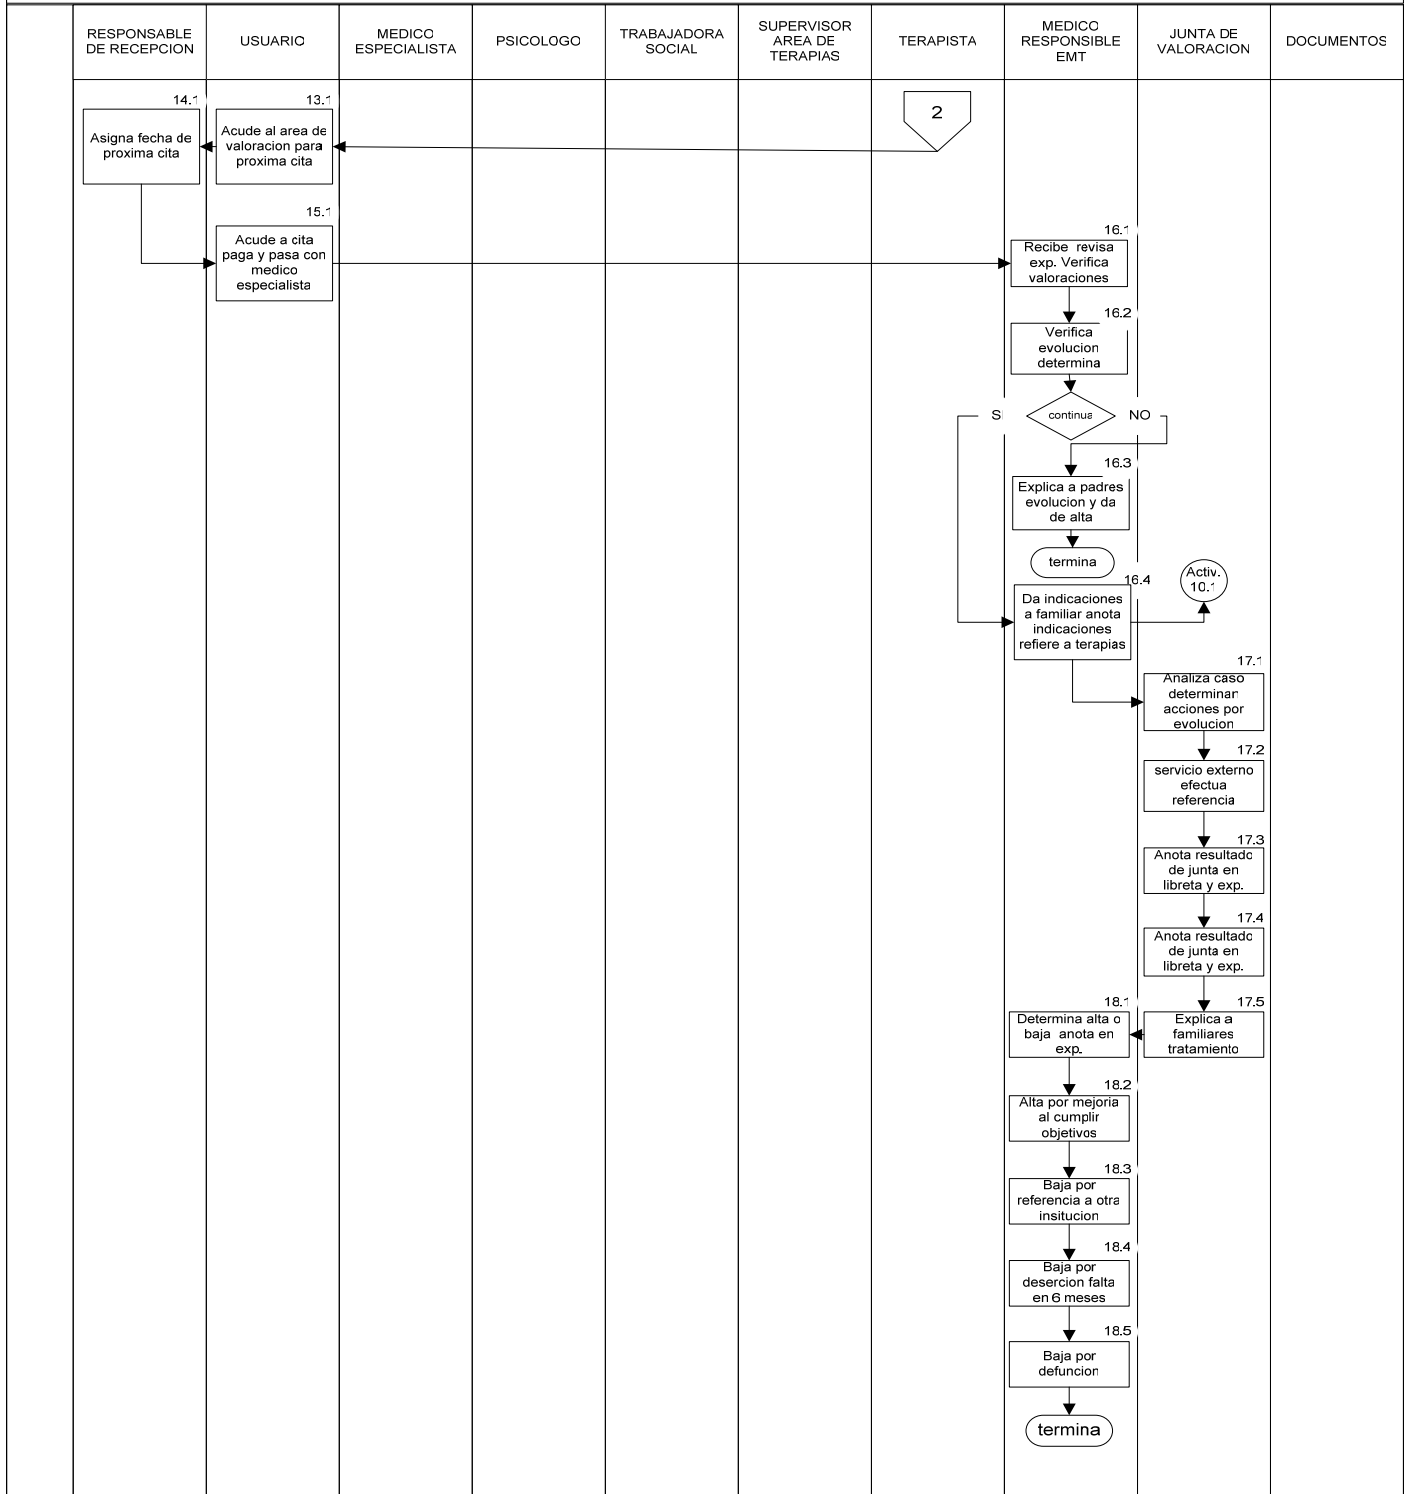 RESPONSABLE
DE RECEPCION
USUARIO
MEDICO
ESPECIALISTA
PSICOLOGO
TRABAJADORA
SOCIAL
SUPERVISOR
AREA DE
TERAPIAS
TERAPISTA
MEDICO
RESPONSIBLE
EMT
JUNTA DE
VALORACION
DOCUMENTOS
2
14.1
Asigna fecha de
proxima cita
13.1
Acude al area de
valoracion para
proxima cita
15.1
Acude a cita
paga y pasa con
medico
especialista
16.1
Recibe revisa
exp. Verifica
valoraciones
16.2
Verifica
evolucion
determina
SI
continua
NO
16.3
Explica a padres
evolucion y da
de alta
termina
16.4
Da indicaciones
a familiar anota
indicaciones
refiere a terapias
Activ.
10.1
17.1
Analiza caso
determinan
acciones por
evolucion
17.2
servicio externo
efectua
referencia
17.3
Anota resultado
de junta en
libreta y exp.
17.4
Anota resultado
de junta en
libreta y exp.
17.5
Explica a
familiares
tratamiento
18.1
Determina alta o
baja anota en
exp.
18.2
Alta por mejoria
al cumplir
objetivos
18.3
Baja por
referencia a otra
insitucion
18.4
Baja por
desercion falta
en 6 meses
18.5
Baja por
defuncion
termina